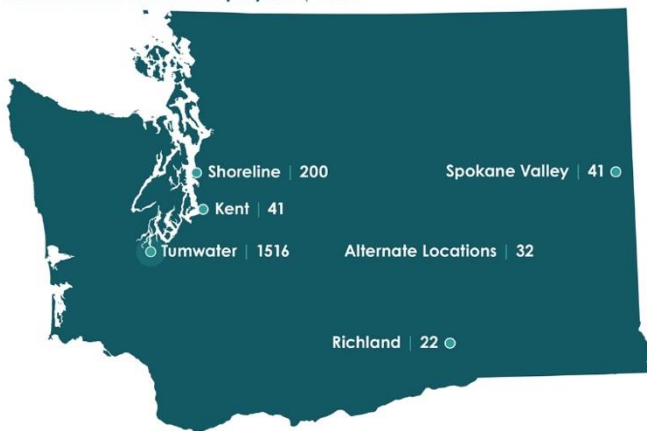 Shoreline | 200
Spokane Valley | 41
Kent | 41
Tumwater | 1516
Alternate Locations | 32
Richland | 22